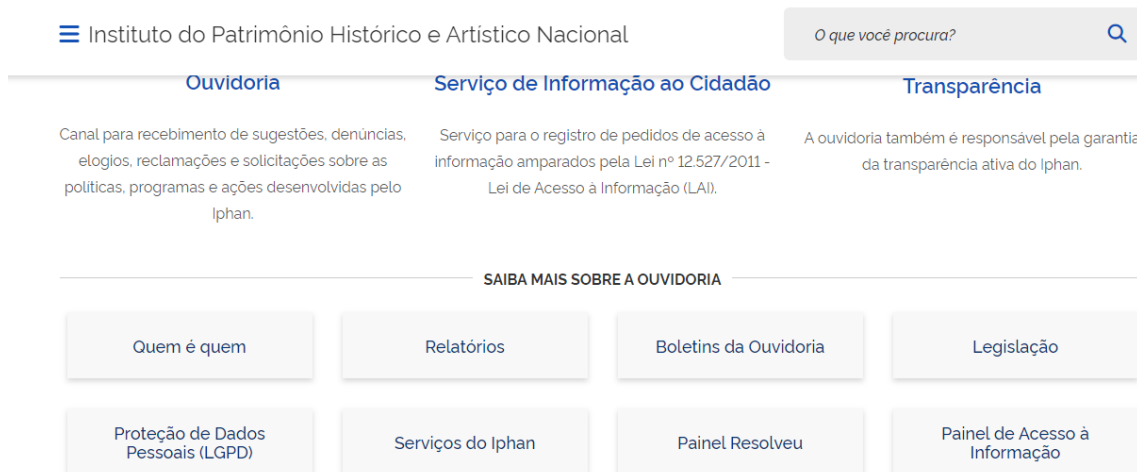 Instituto do Patrimônio Histórico e Artístico Nacional
O que você procura?
Ouvidoria
Canal para recebimento de sugestões, denúncias,
elogios, reclamações e solicitações sobre as
políticas, programas e ações desenvolvidas pelo
Iphan.
Serviço de Informação ao Cidadão
Serviço para o registro de pedidos de acesso à
informação amparados pela Lei nº 12.527/2011 -
Lei de Acesso à Informação (LAI).
Transparência
A ouvidoria também é responsável pela garantia
da transparência ativa do Iphan.
SAIBA MAIS SOBRE A OUVIDORIA
Quem é quem
Relatórios
Boletins da Ouvidoria
Legislação
Proteção de Dados
Pessoais (LGPD)
Serviços do Iphan
Painel Resolveu
Painel de Acesso à
Informação